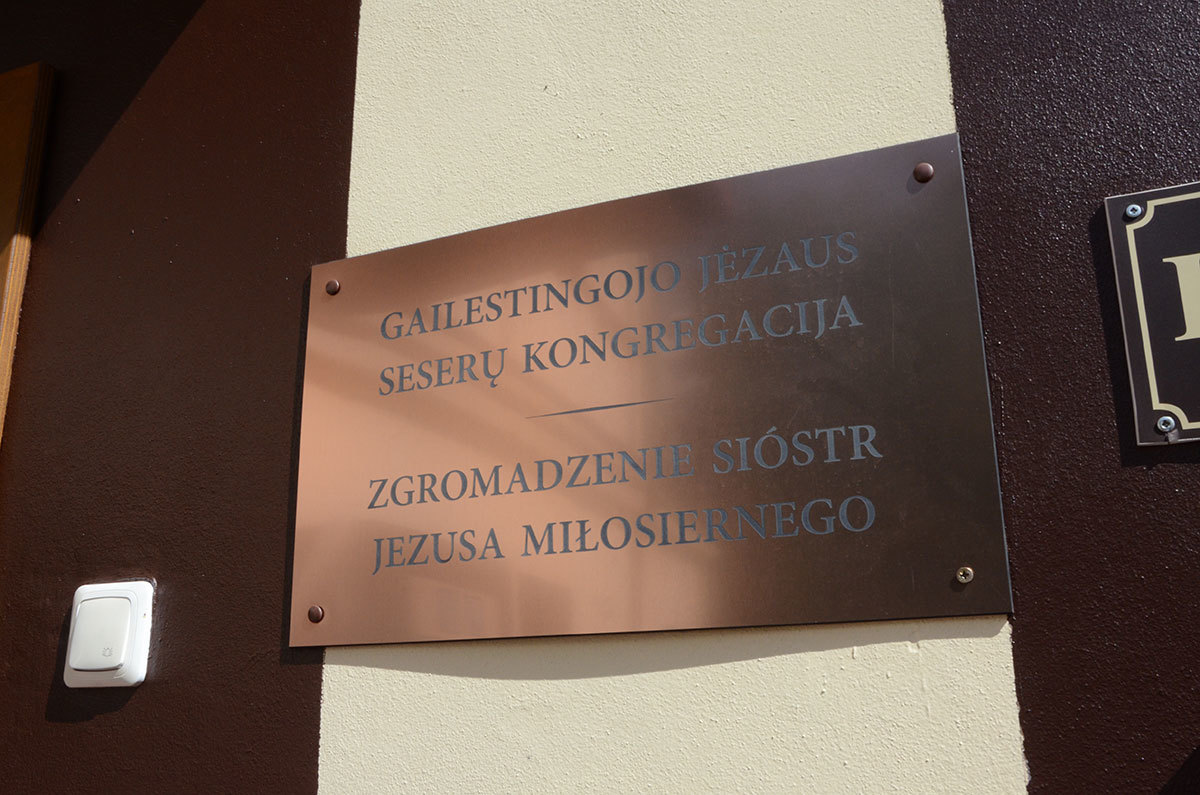 GAILESTINGOJO JĖZAUS
SESERŲ KONGREGACIJA
ZGROMADZENIE SIÓSTR
JEZUSA MIŁOSIERNEGO